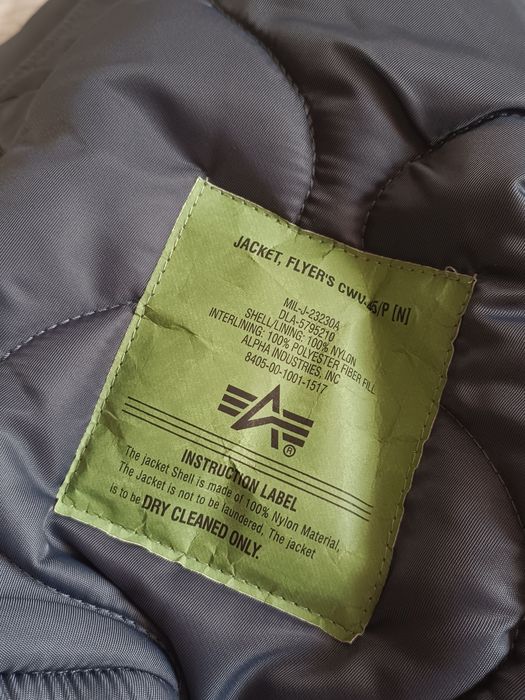 JACKET, FLYER'S CWU-45/P [N]
MIL-J-23230A
DLA-5795210
SHELL/LINING: 100% NYLON
INTERLINING: 100% POLYESTER FIBER FILL
ALPHA INDUSTRIES, INC
8405-00-1001-1517
®
INSTRUCTION LABEL
The jacket Shell is made of 100% Nylon Material,
The Jacket is not to be laundered, The jacket
is to be DRY CLEANED ONLY.